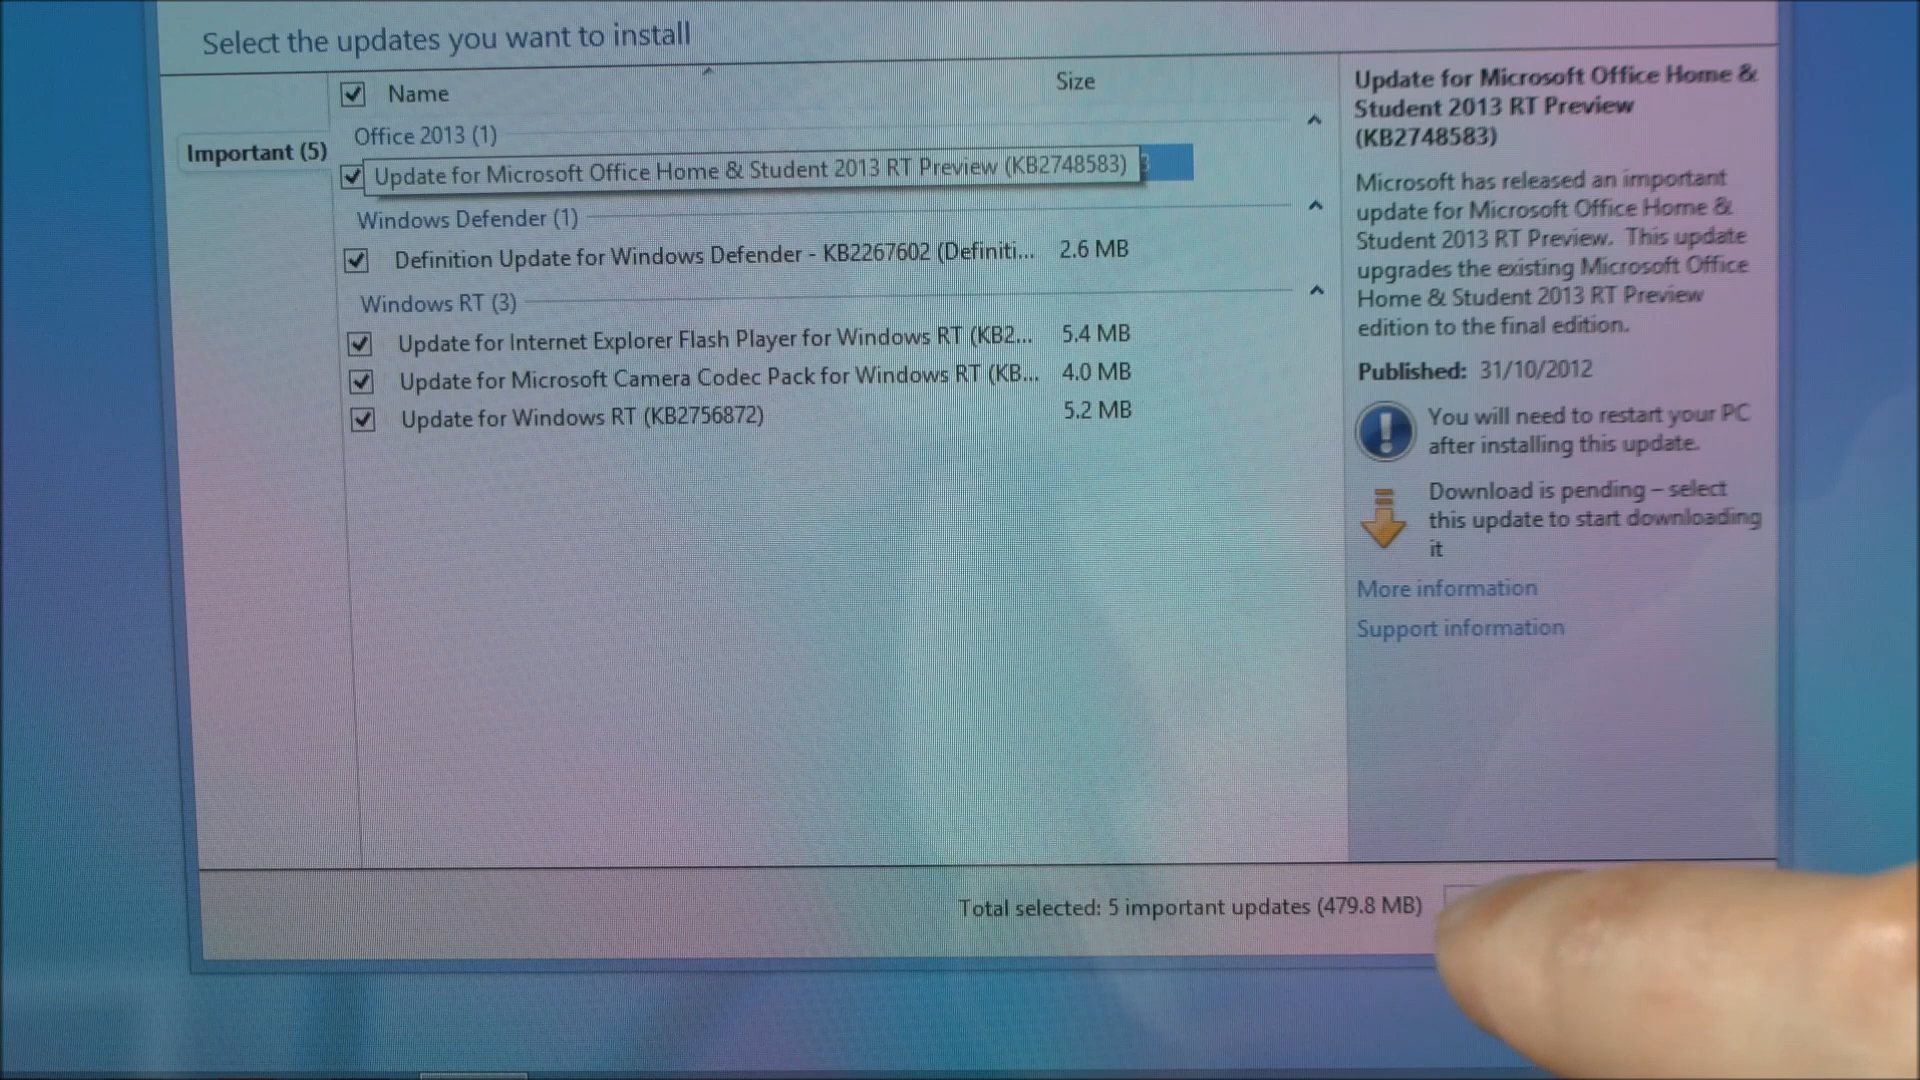 Select the updates you want to install
Name
Size
Important (5)
Office 2013 (1)
Update for Microsoft Office Home & Student 2013 RT Preview (KB2748583)
Windows Defender (1)
Definition Update for Windows Defender - KB2267602 (Definiti... 2.6 MB
Windows RT (3)
Update for Internet Explorer Flash Player for Windows RT (KB2... 5.4 MB
Update for Microsoft Camera Codec Pack for Windows RT (KB... 4.0 MB
Update for Windows RT (KB2756872) 5.2 MB
Update for Microsoft Office Home &
Student 2013 RT Preview
(KB2748583)
Microsoft has released an important
update for Microsoft Office Home &
Student 2013 RT Preview. This update
upgrades the existing Microsoft Office
Home & Student 2013 RT Preview
edition to the final edition.
Published: 31/10/2012
You will need to restart your PC
after installing this update.
Download is pending – select
this update to start downloading
it
More information
Support information
Total selected: 5 important updates (479.8 MB)